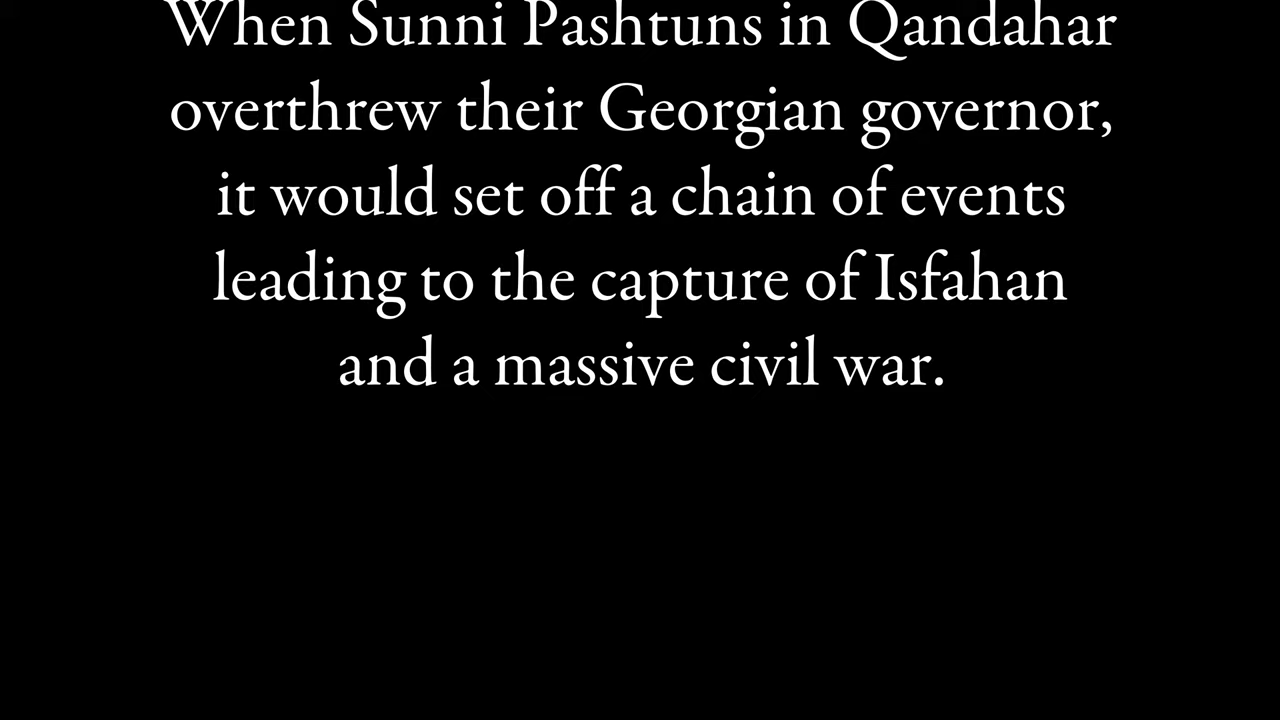 When Sunni Pashtuns in Qandahar
overthrew their Georgian governor,
it would set off a chain of events
leading to the capture of Isfahan
and a massive civil war.